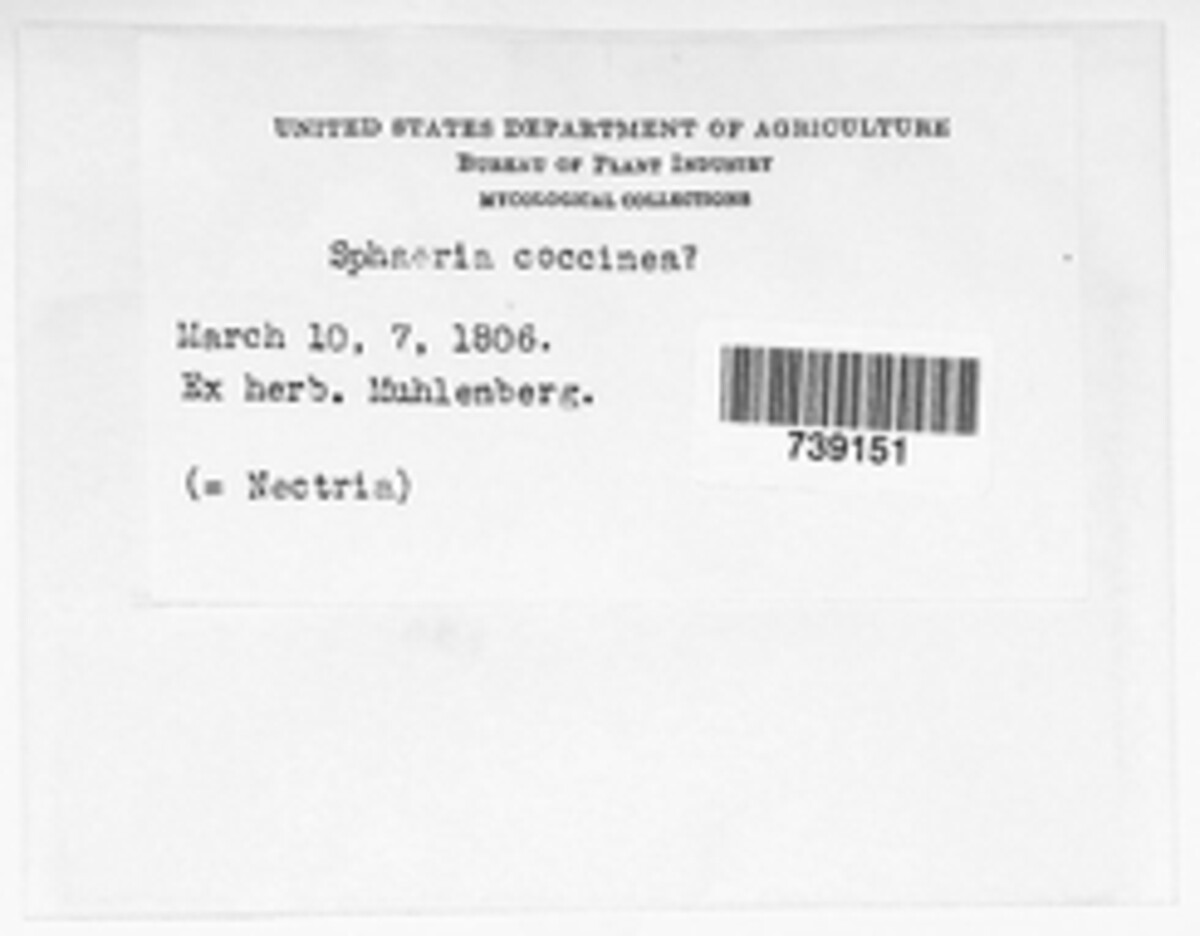 UNITED STATES DEPARTMENT OF AGRICULTURE
BUREAU OF PLANT INDUSTRY
MYCOLOGICAL COLLECTIONS
Sphaeria coccinea?
March 10, 7, 1806.
Ex herb. Muhlenberg.
739151
(= Nectria)